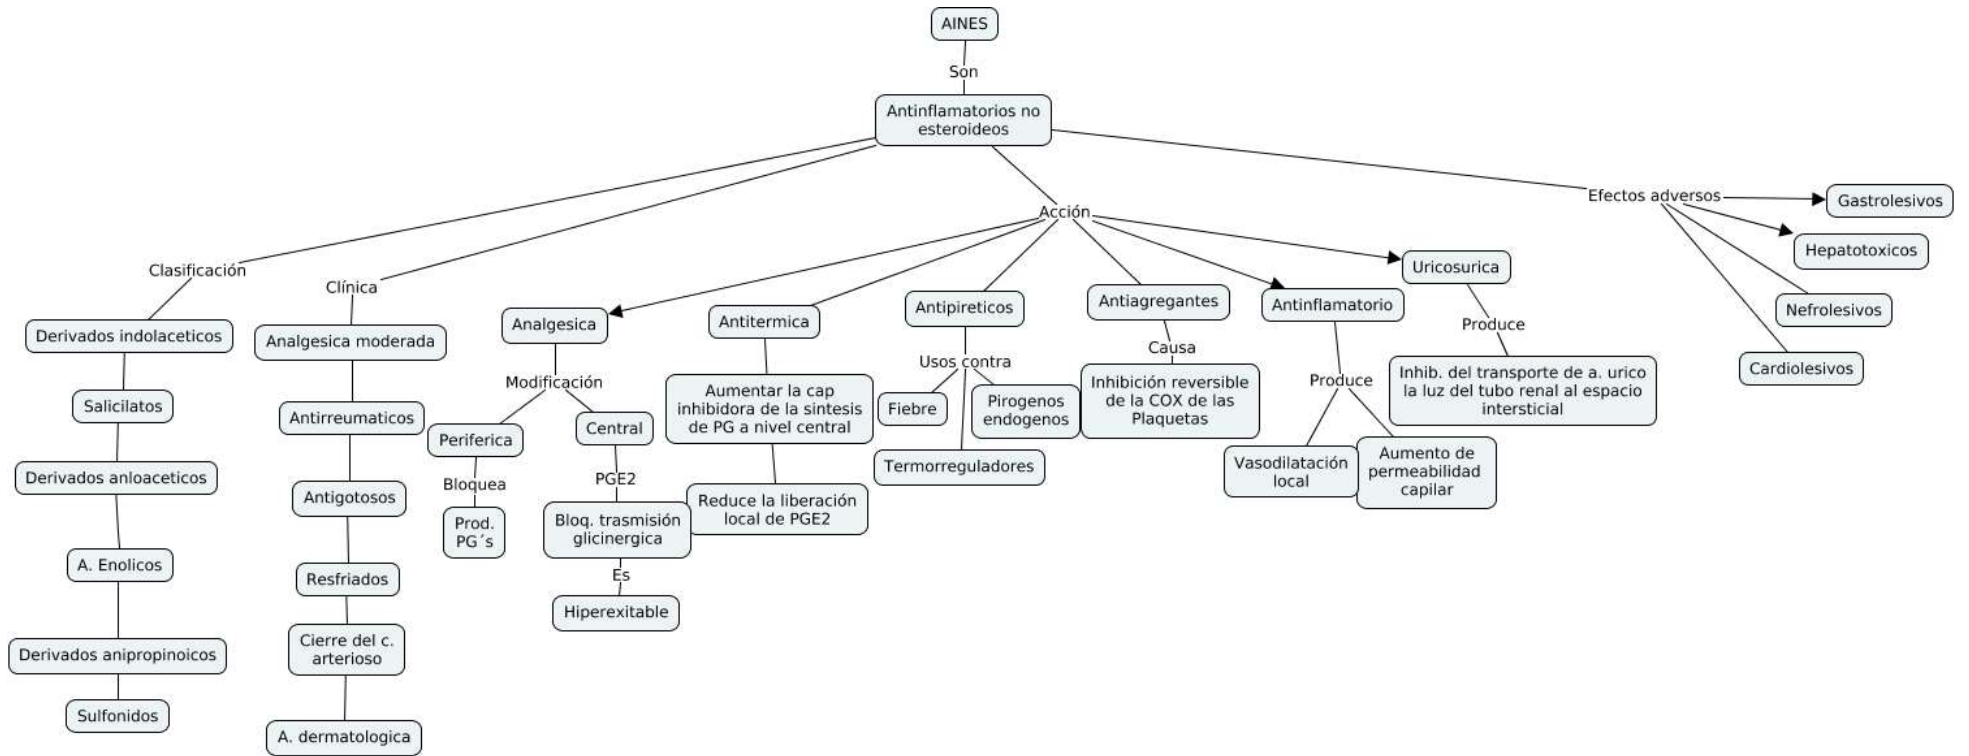 AINES
Son
Antinflamatorios no
esteroideos
Clasificación
Derivados indolaceticos
Salicilatos
Derivados anloaceticos
A. Enolicos
Derivados anipropinoicos
Sulfonidos
Clínica
Analgesica moderada
Antirreumaticos
Antigotosos
Resfriados
Cierre del c.
arterioso
A. dermatologica
Acción
Analgesica
Modificación
Periferica
Bloquea
Prod.
PG´s
Central
PGE2
Bloq. trasmisión
glicinergica
Es
Hiperexitable
Antitermica
Aumentar la cap
inhibidora de la sintesis
de PG a nivel central
Reduce la liberación
local de PGE2
Antipireticos
Usos contra
Fiebre
Termorreguladores
Pirogenos
endogenos
Antiagregantes
Causa
Inhibición reversible
de la COX de las
Plaquetas
Antinflamatorio
Produce
Vasodilatación
local
Aumento de
permeabilidad
capilar
Uricosurica
Produce
Inhib. del transporte de a. urico
la luz del tubo renal al espacio
intersticial
Efectos adversos
Gastrolesivos
Hepatotoxicos
Nefrolesivos
Cardiolesivos